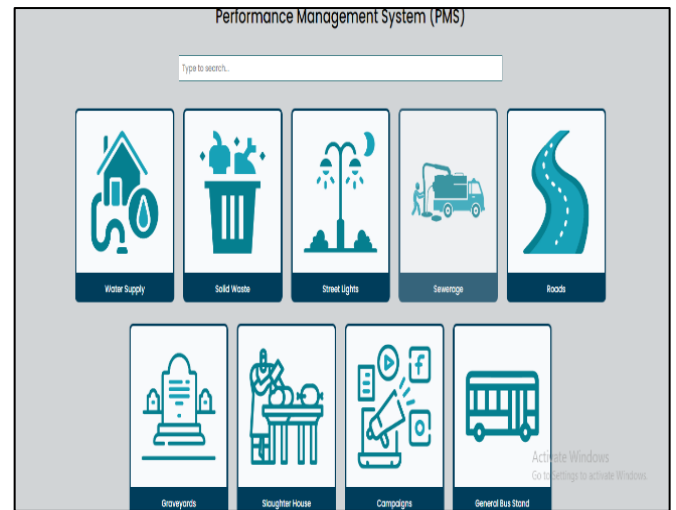 Performance Management System (PMS)
Type to search..
Water Supply
Solid Waste
Street Lights
Sewerage
Roads
Graveyards
Slaughter House
Campaigns
General Bus Stand
Activate Windows
Go to Settings to activate Windows.